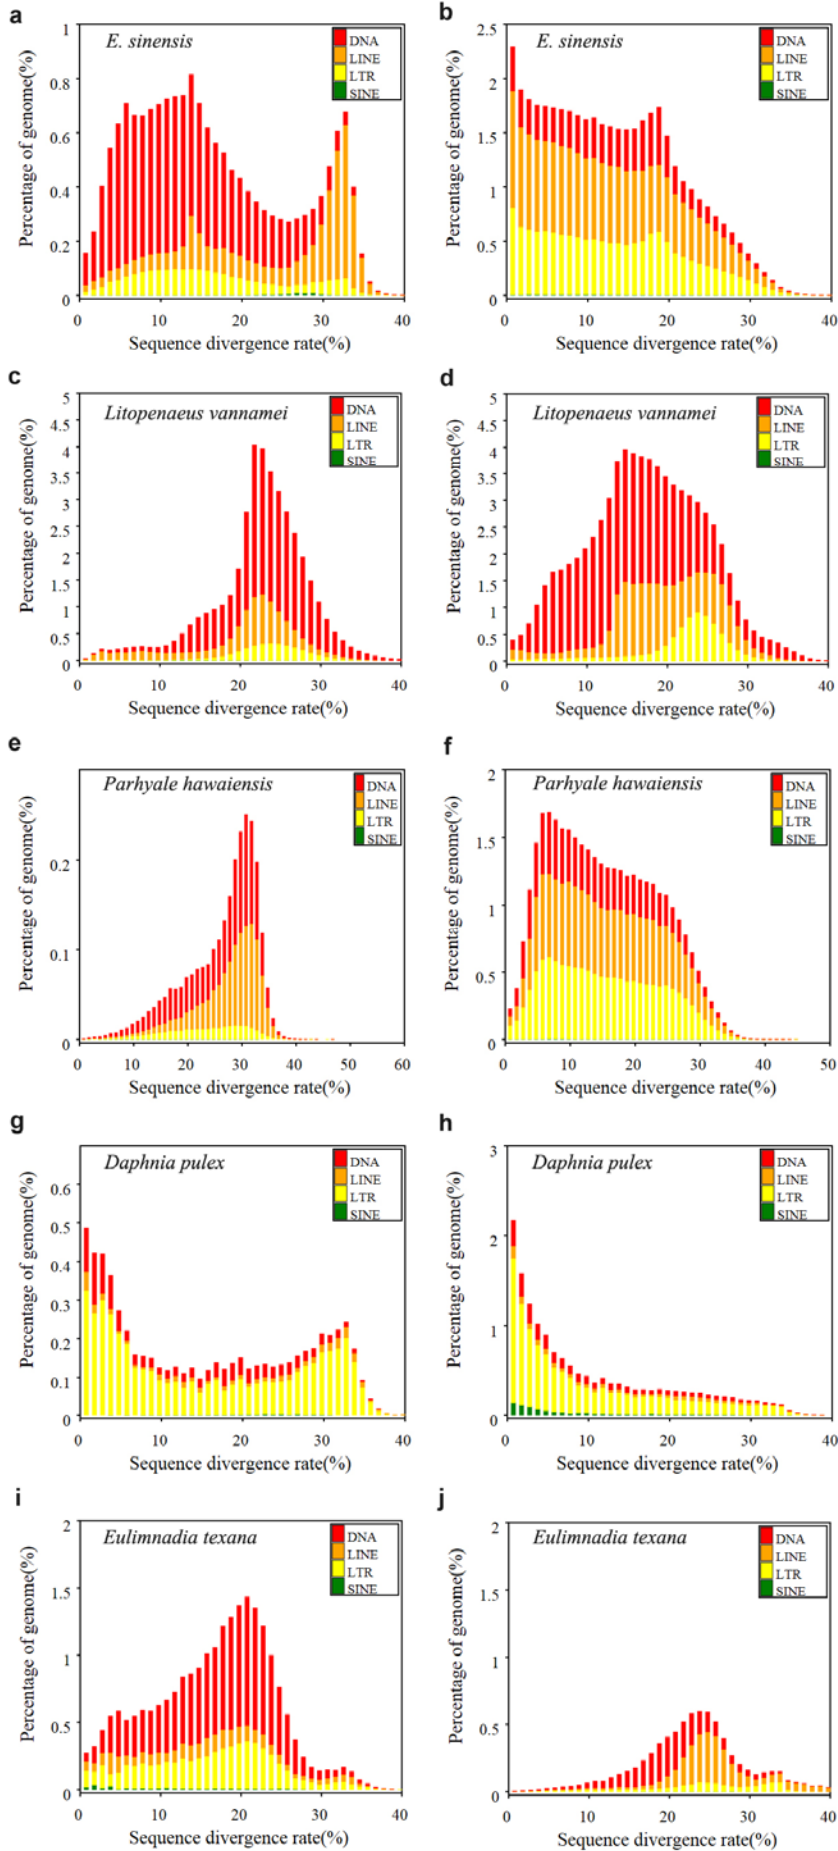 a
E. sinensis
DNA
LINE
LTR
SINE
Percentage of genome(%)
1
0.8
0.6
0.4
0.2
0
0 10 20 30 40
Sequence divergence rate(%)
b
E. sinensis
DNA
LINE
LTR
SINE
Percentage of genome(%)
2.5
2
1.5
1
0.5
0
0 10 20 30 40
Sequence divergence rate(%)
c
Litopenaeus vannamei
DNA
LINE
LTR
SINE
Percentage of genome(%)
5
4.5
4
3.5
3
2.5
2
1.5
1
0.5
0
0 10 20 30 40
Sequence divergence rate(%)
d
Litopenaeus vannamei
DNA
LINE
LTR
SINE
Percentage of genome(%)
5
4.5
4
3.5
3
2.5
2
1.5
1
0.5
0
0 10 20 30 40
Sequence divergence rate(%)
e
Parhyale hawaiensis
DNA
LINE
LTR
SINE
Percentage of genome(%)
0.2
0.1
0
0 10 20 30 40 50 60
Sequence divergence rate(%)
f
Parhyale hawaiensis
DNA
LINE
LTR
SINE
Percentage of genome(%)
2
1.5
1
0.5
0
0 10 20 30 40 50
Sequence divergence rate(%)
g
Daphnia pulex
DNA
LINE
LTR
SINE
Percentage of genome(%)
0.6
0.5
0.4
0.3
0.2
0.1
0
0 10 20 30 40
Sequence divergence rate(%)
h
Daphnia pulex
DNA
LINE
LTR
SINE
Percentage of genome(%)
3
2
1
0
0 10 20 30 40
Sequence divergence rate(%)
i
Eulimnadia texana
DNA
LINE
LTR
SINE
Percentage of genome(%)
2
1.5
1
0.5
0
0 10 20 30 40
Sequence divergence rate(%)
j
Eulimnadia texana
DNA
LINE
LTR
SINE
Percentage of genome(%)
2
1.5
1
0.5
0
0 10 20 30 40
Sequence divergence rate(%)